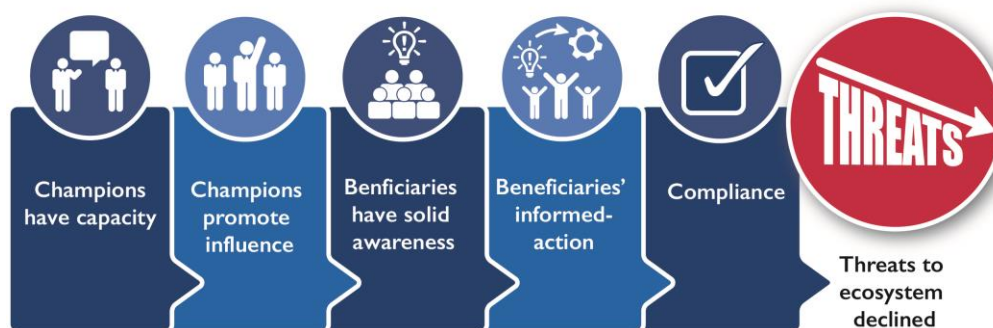 Champions
have capacity
Champions
promote
influence
Benficiaries
have solid
awareness
Beneficiaries'
informed-
action
Compliance
THREATS
Threats to
ecosystem
declined